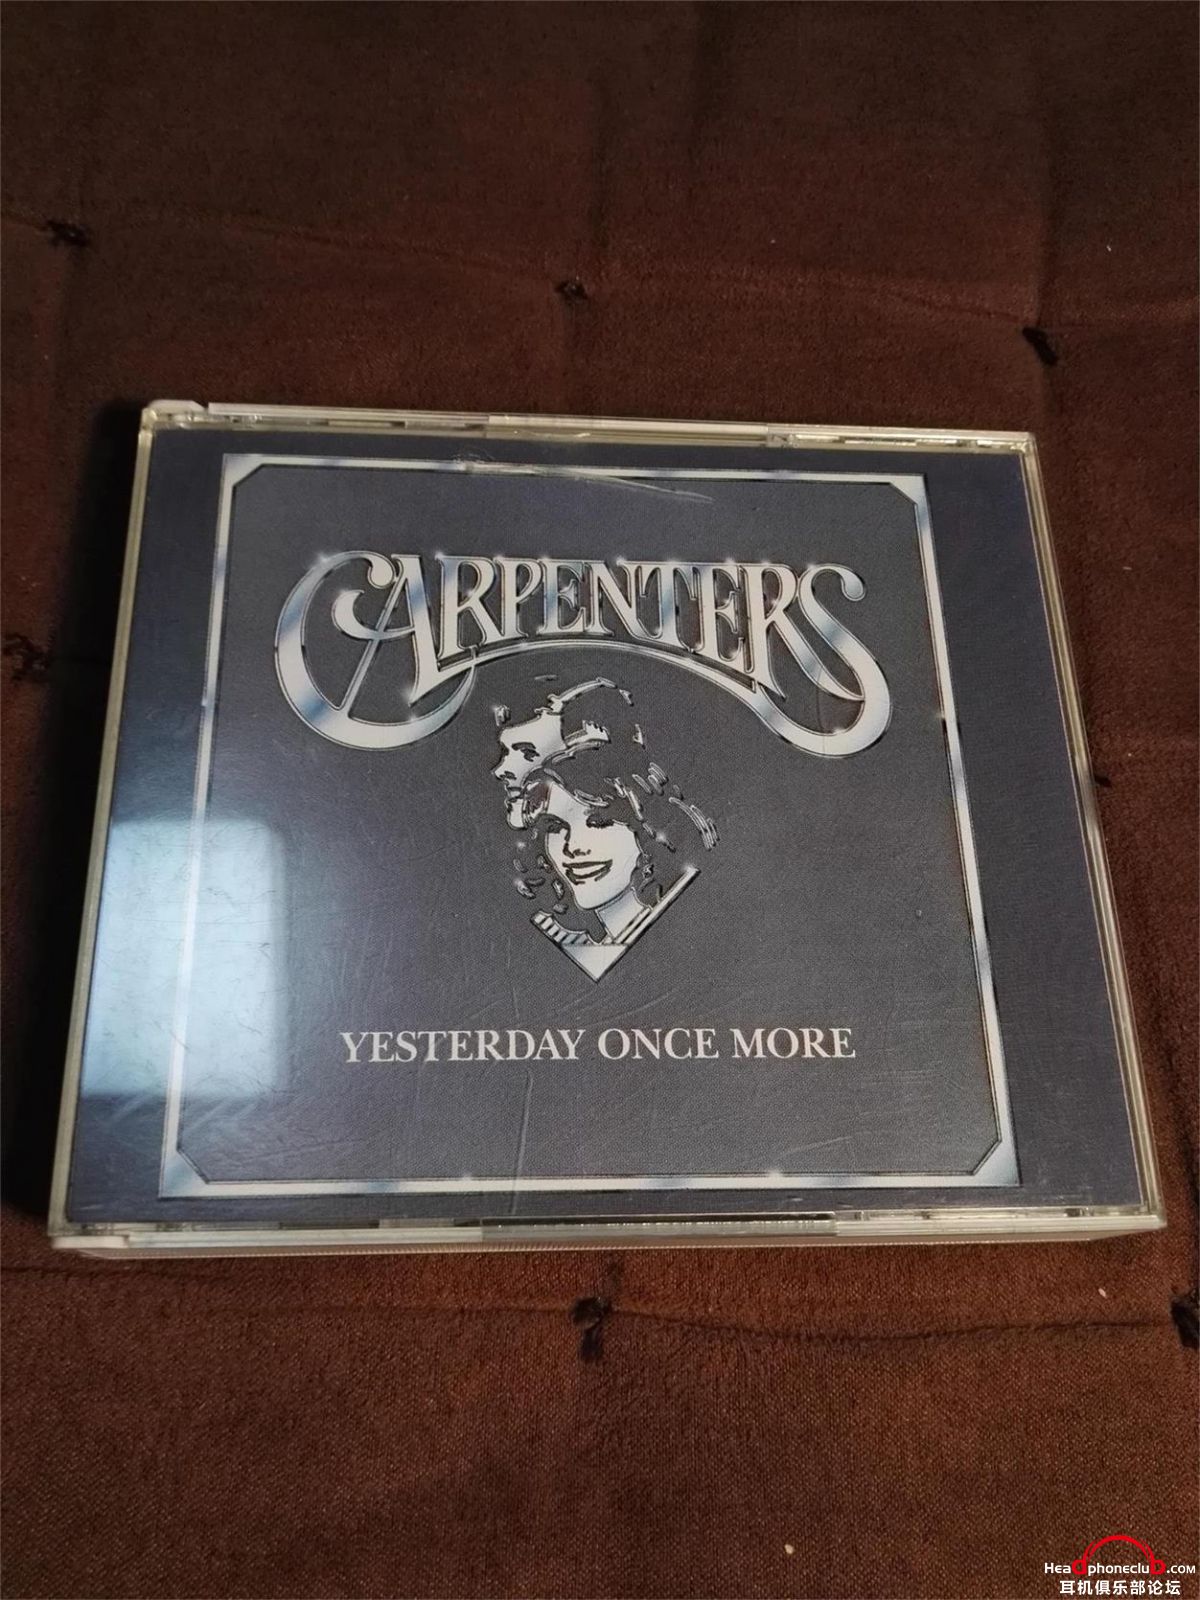 CARPENTERS
YESTERDAY ONCE MORE
Headphoneclub.com
耳机俱乐部论坛